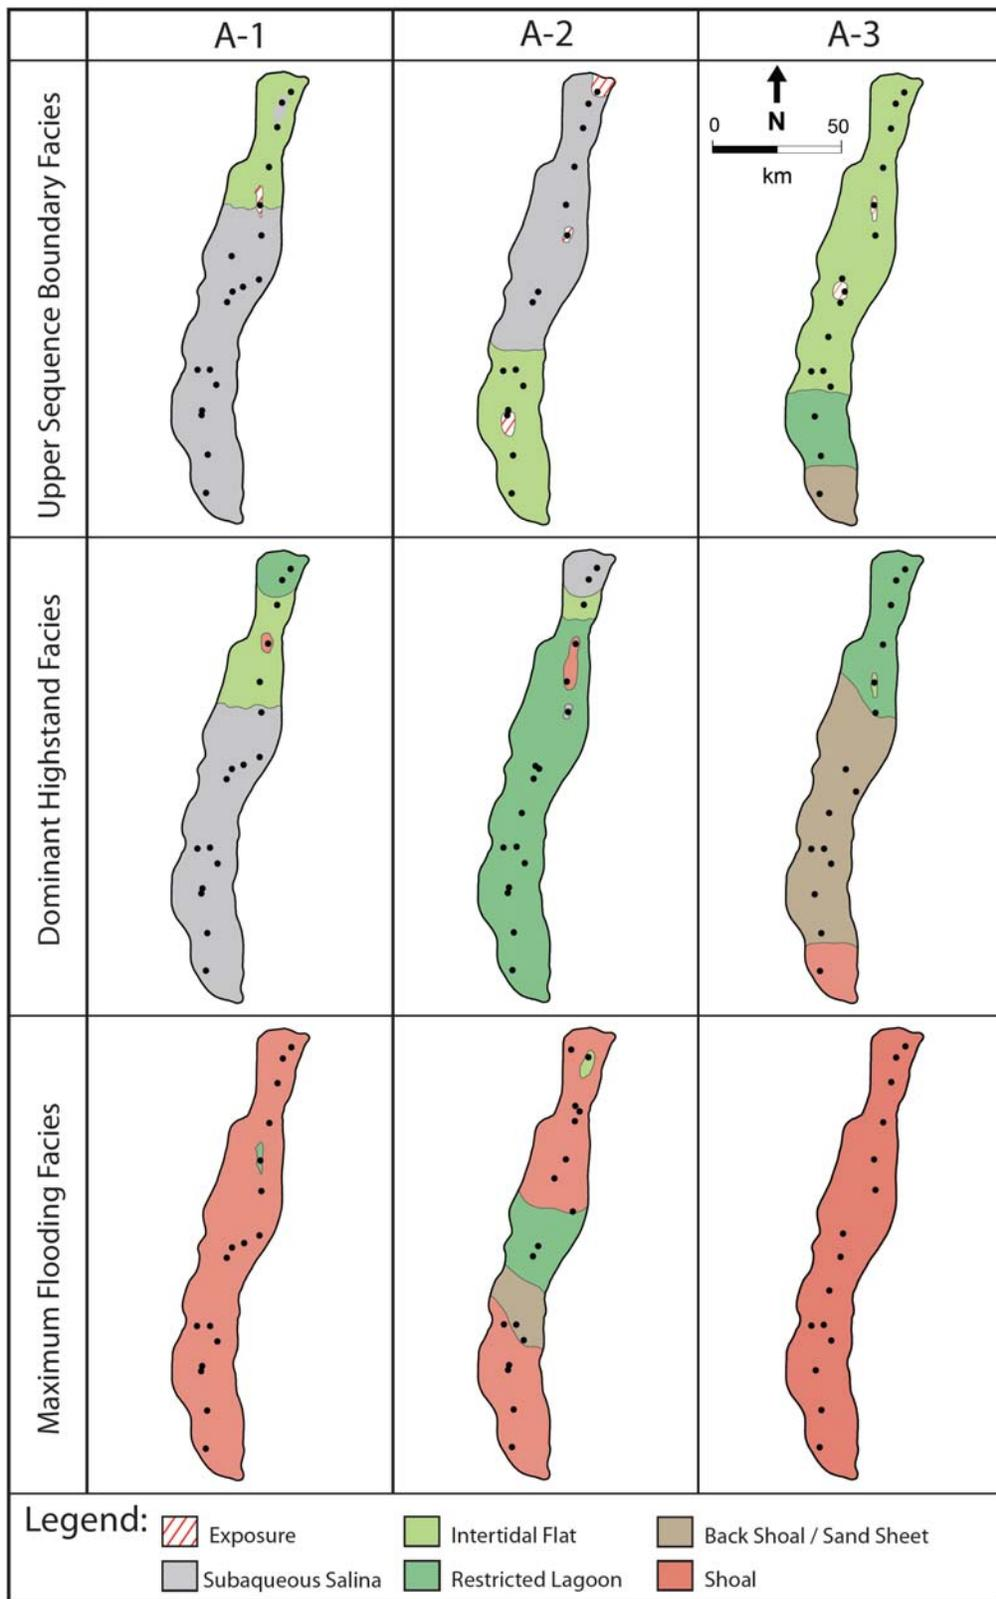 A-1 A-2 A-3
Upper Sequence Boundary Facies
N
0 50
km
Dominant Highstand Facies
Maximum Flooding Facies
Legend:
Exposure Intertidal Flat Back Shoal / Sand Sheet
Subaqueous Salina Restricted Lagoon Shoal